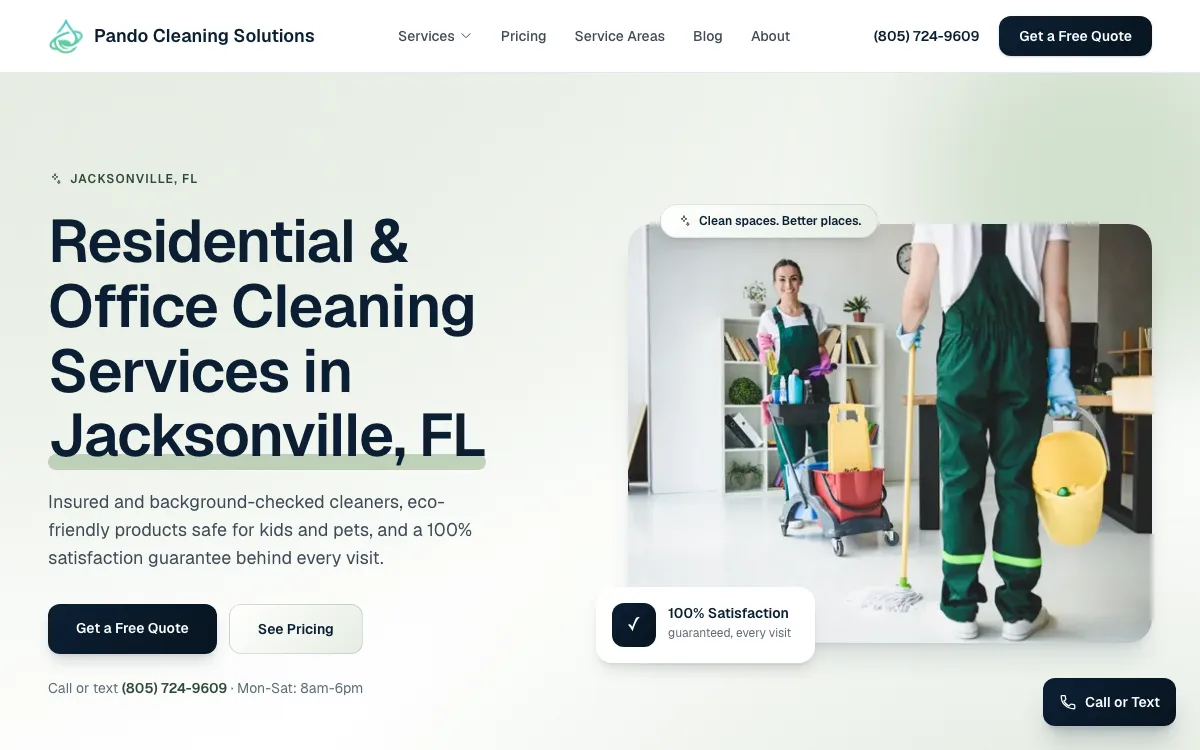 Pando Cleaning Solutions
Services
Pricing
Service Areas
Blog
About
(805) 724-9609
Get a Free Quote
JACKSONVILLE, FL
Residential &
Office Cleaning
Services in
Jacksonville, FL
Insured and background-checked cleaners, eco-
friendly products safe for kids and pets, and a 100%
satisfaction guarantee behind every visit.
Get a Free Quote
See Pricing
Call or text (805) 724-9609 · Mon-Sat: 8am-6pm
Clean spaces. Better places.
100% Satisfaction
guaranteed, every visit
Call or Text